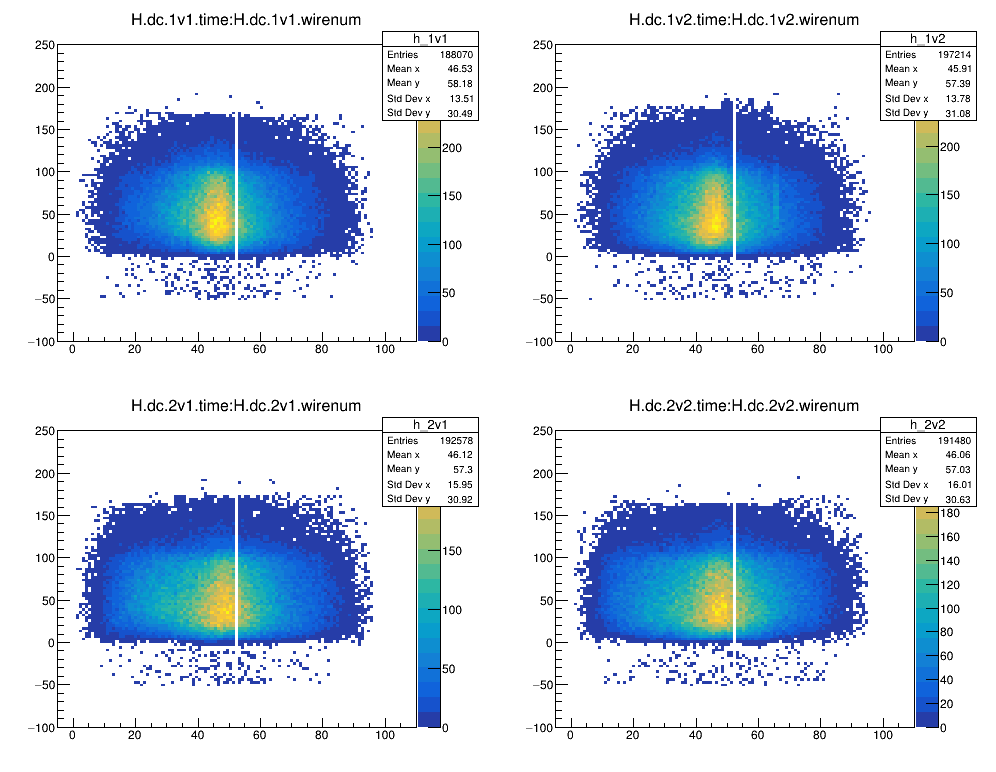 H.dc.1v1.time:H.dc.1v1.wirenum
h_1v1
Entries 188070
Mean x 46.53
Mean y 58.18
Std Dev x 13.51
Std Dev y 30.49
250
200
150
100
50
0
−50
−100
0 20 40 60 80 100
200
150
100
50
0
H.dc.1v2.time:H.dc.1v2.wirenum
h_1v2
Entries 197214
Mean x 45.91
Mean y 57.39
Std Dev x 13.78
Std Dev y 31.08
250
200
150
100
50
0
−50
−100
0 20 40 60 80 100
200
150
100
50
0
H.dc.2v1.time:H.dc.2v1.wirenum
h_2v1
Entries 192578
Mean x 46.12
Mean y 57.3
Std Dev x 15.95
Std Dev y 30.92
250
200
150
100
50
0
−50
−100
0 20 40 60 80 100
150
100
50
0
H.dc.2v2.time:H.dc.2v2.wirenum
h_2v2
Entries 191480
Mean x 46.06
Mean y 57.03
Std Dev x 16.01
Std Dev y 30.63
250
200
150
100
50
0
−50
−100
0 20 40 60 80 100
180
160
140
120
100
80
60
40
20
0